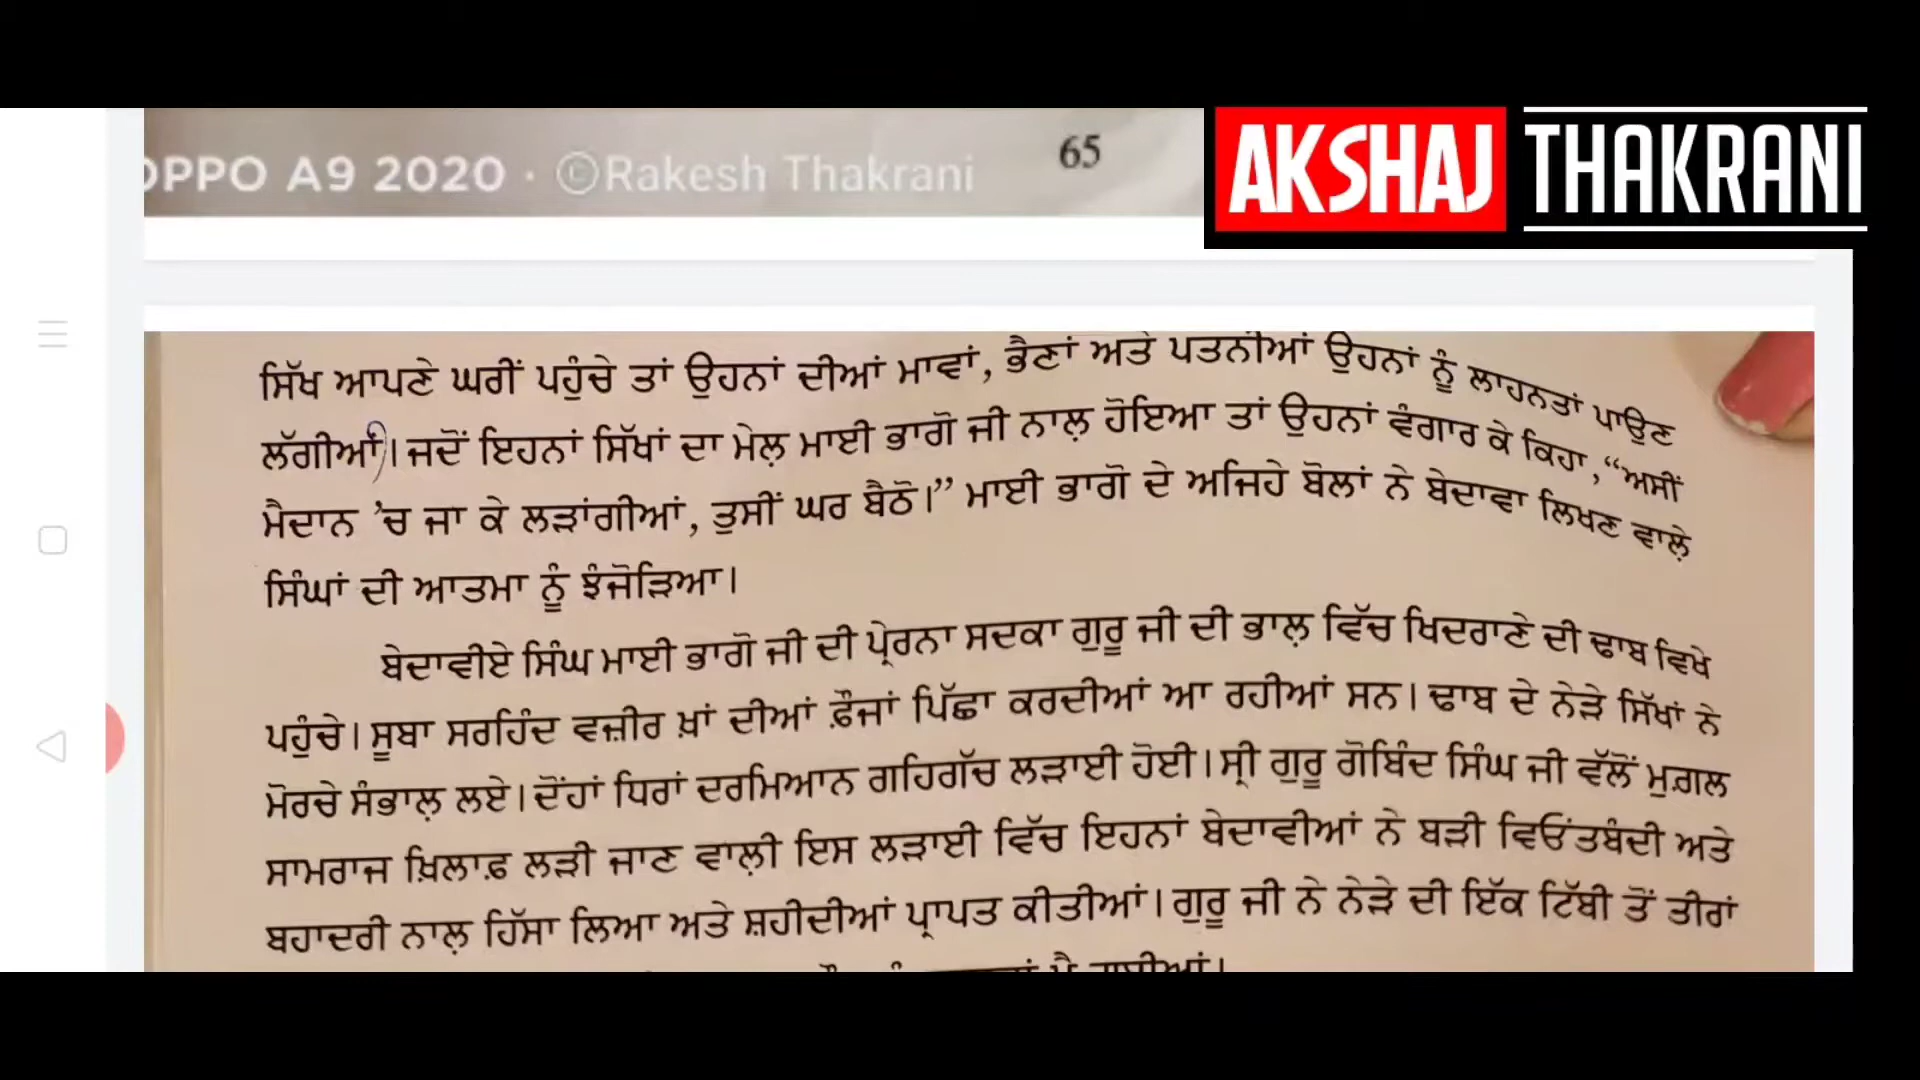 OPPO A9 2020 · ©Rakesh Thakrani
65
AKSHAJ THAKRANI
ਸਿੱਖ ਆਪਣੇ ਘਰੀਂ ਪਹੁੰਚੇ ਤਾਂ ਉਹਨਾਂ ਦੀਆਂ ਮਾਵਾਂ, ਭੈਣਾਂ ਅਤੇ ਪਤਨੀਆਂ ਉਹਨਾਂ ਨੂੰ ਲਾਹਨਤਾਂ ਪਾਉਣ
ਲੱਗੀਆਂ। ਜਦੋਂ ਇਹਨਾਂ ਸਿੱਖਾਂ ਦਾ ਮੇਲ਼ ਮਾਈ ਭਾਗੋ ਜੀ ਨਾਲ਼ ਹੋਇਆ ਤਾਂ ਉਹਨਾਂ ਵੰਗਾਰ ਕੇ ਕਿਹਾ, “ਅਸੀਂ
ਮੈਦਾਨ ’ਚ ਜਾ ਕੇ ਲੜਾਂਗੀਆਂ, ਤੁਸੀਂ ਘਰ ਬੈਠੋ।” ਮਾਈ ਭਾਗੋ ਦੇ ਅਜਿਹੇ ਬੋਲਾਂ ਨੇ ਬੇਦਾਵਾ ਲਿਖਣ ਵਾਲ਼ੇ
ਸਿੰਘਾਂ ਦੀ ਆਤਮਾ ਨੂੰ ਝੰਜੋੜਿਆ।
ਬੇਦਾਵੀਏ ਸਿੰਘ ਮਾਈ ਭਾਗੋ ਜੀ ਦੀ ਪ੍ਰੇਰਨਾ ਸਦਕਾ ਗੁਰੂ ਜੀ ਦੀ ਭਾਲ਼ ਵਿੱਚ ਖਿਦਰਾਣੇ ਦੀ ਢਾਬ ਵਿਖੇ
ਪਹੁੰਚੇ। ਸੂਬਾ ਸਰਹਿੰਦ ਵਜ਼ੀਰ ਖ਼ਾਂ ਦੀਆਂ ਫ਼ੌਜਾਂ ਪਿੱਛਾ ਕਰਦੀਆਂ ਆ ਰਹੀਆਂ ਸਨ। ਢਾਬ ਦੇ ਨੇੜੇ ਸਿੱਖਾਂ ਨੇ
ਮੋਰਚੇ ਸੰਭਾਲ਼ ਲਏ। ਦੋਂਹਾਂ ਧਿਰਾਂ ਦਰਮਿਆਨ ਗਹਿਗੱਚ ਲੜਾਈ ਹੋਈ। ਸ੍ਰੀ ਗੁਰੂ ਗੋਬਿੰਦ ਸਿੰਘ ਜੀ ਵੱਲੋਂ ਮੁਗ਼ਲ
ਸਾਮਰਾਜ ਖ਼ਿਲਾਫ਼ ਲੜੀ ਜਾਣ ਵਾਲ਼ੀ ਇਸ ਲੜਾਈ ਵਿੱਚ ਇਹਨਾਂ ਬੇਦਾਵੀਆਂ ਨੇ ਬੜੀ ਵਿਓਂਤਬੰਦੀ ਅਤੇ
ਬਹਾਦਰੀ ਨਾਲ਼ ਹਿੱਸਾ ਲਿਆ ਅਤੇ ਸ਼ਹੀਦੀਆਂ ਪ੍ਰਾਪਤ ਕੀਤੀਆਂ। ਗੁਰੂ ਜੀ ਨੇ ਨੇੜੇ ਦੀ ਇੱਕ ਟਿੱਬੀ ਤੋਂ ਤੀਰਾਂ